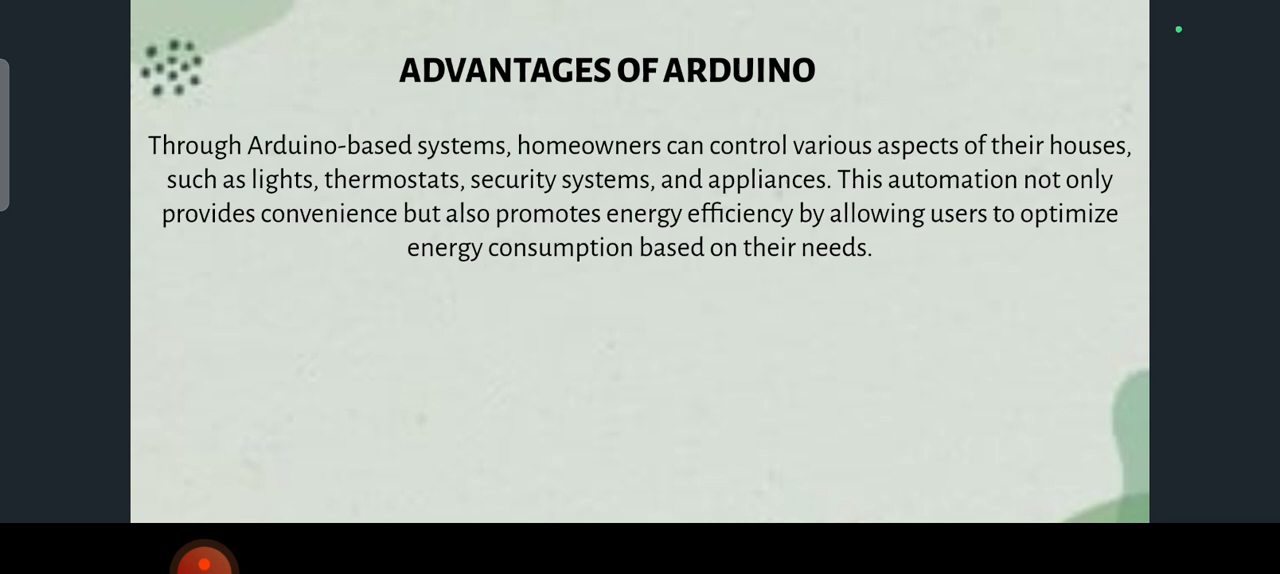 ADVANTAGES OF ARDUINO
Through Arduino-based systems, homeowners can control various aspects of their houses,
such as lights, thermostats, security systems, and appliances. This automation not only
provides convenience but also promotes energy efficiency by allowing users to optimize
energy consumption based on their needs.